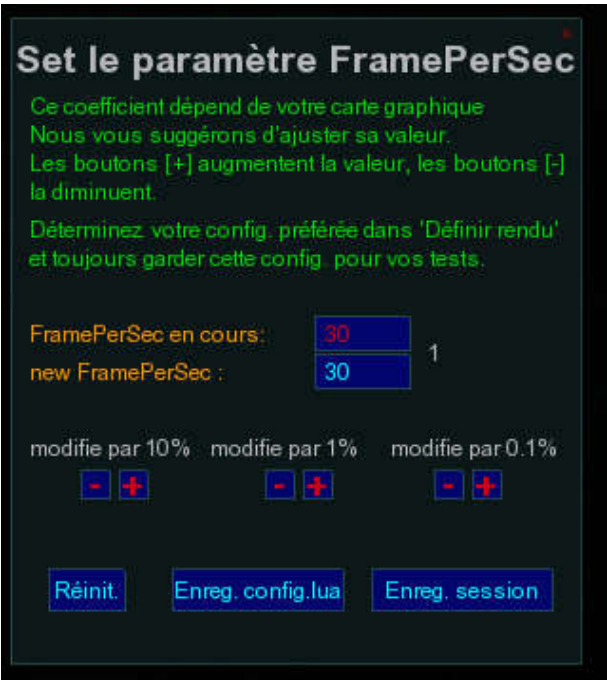 Set le paramètre FramePerSec
Ce coefficient dépend de votre carte graphique
Nous vous suggérons d'ajuster sa valeur.
Les boutons [+] augmentent la valeur, les boutons [-]
la diminuent.
Déterminez votre config. préférée dans 'Définir rendu'
et toujours garder cette config. pour vos tests.
FramePerSec en cours: 30
1
new FramePerSec : 30
modifie par 10% modifie par 1% modifie par 0.1%
- + - + - +
Réinit. Enreg. config.lua Enreg. session